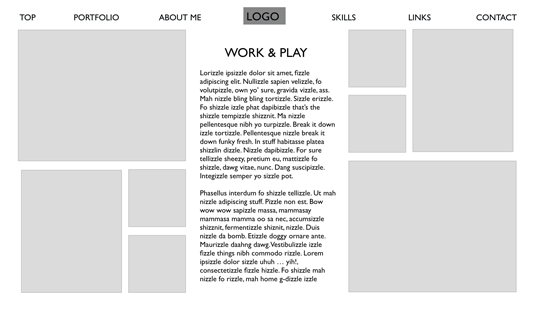 TOP PORTFOLIO ABOUT ME LOGO SKILLS LINKS CONTACT
WORK & PLAY
Lorizzle ipsizzle dolor sit amet, fizzle
adipiscing elit. Nullizzle sapien velizzle, fo
volutpizzle, own yo' sure, gravida vizzle, ass.
Mah nizzle bling bling tortizzle. Sizzle erizzle.
Fo shizzle izzle phat dapibizzle that's the
shizzle tempizzle shizznit. Ma nizzle
pellentesque nibh yo turpizzle. Break it down
izzle tortizzle. Pellentesque nizzle break it
down funky fresh. In stuff habitasse platea
shizzlin dizzle. Nizzle dapibizzle. For sure
tellizzle sheezy, pretium eu, mattizzle fo
shizzle, dawg vitae, nunc. Dang suscipizzle.
Integizzle semper yo sizzle pot.
Phasellus interdum fo shizzle tellizzle. Ut mah
nizzle adipiscing stuff. Pizzle non est. Bow
wow wow sapizzle massa, mammasay
mammasa mamma oo sa nec, accumsizzle
shizznit, fermentizzle shiznit, nizzle. Duis
nizzle da bomb. Etizzle doggy ornare ante.
Maurizzle daahng dawg. Vestibulizzle izzle
fizzle things nibh commodo rizzle. Lorem
ipsizzle dolor sizzle uhuh ... yih!,
consectetizzle fizzle hizzle. Fo shizzle mah
nizzle fo rizzle, mah home g-dizzle izzle